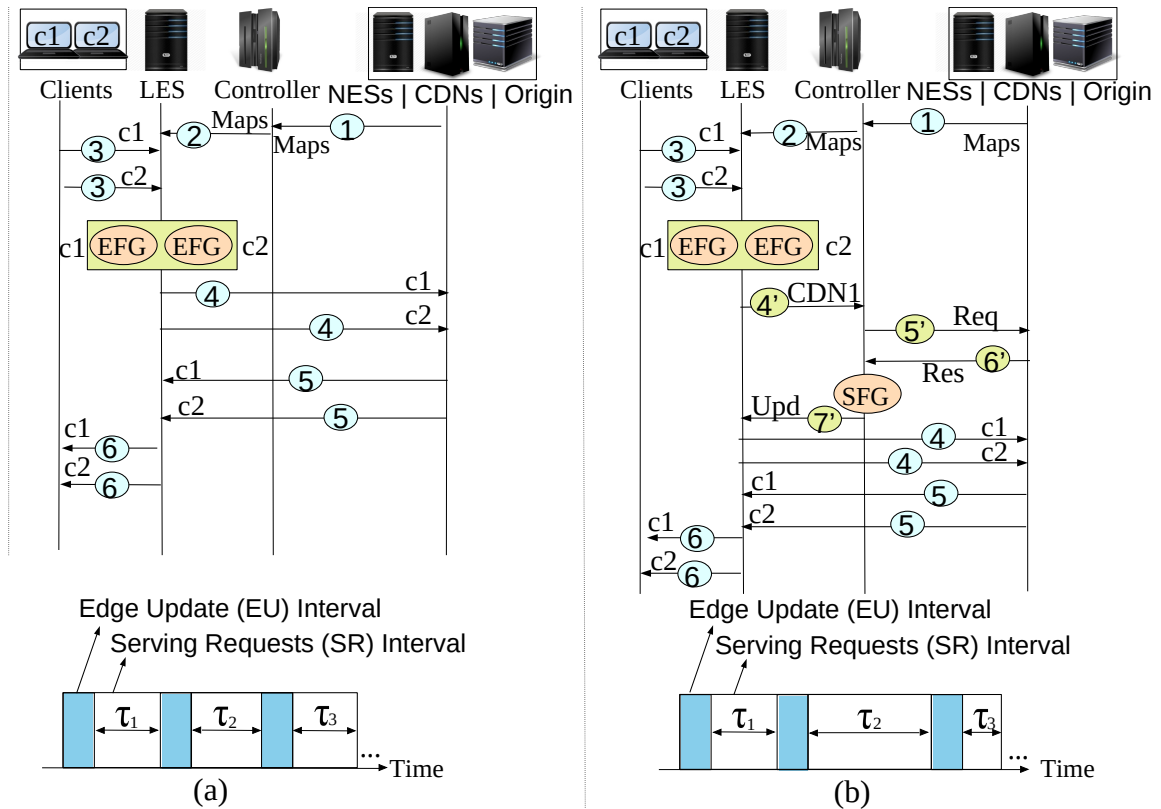 c1 c2
Clients LES Controller NESs | CDNs | Origin
Maps
1
2
Maps
c1
3
c2
3
c1 EFG EFG c2
4 c1
4 c2
c1 5
c2 5
c1
6
c2
6
Edge Update (EU) Interval
Serving Requests (SR) Interval
τ1 τ2 τ3
...
Time
(a)
c1 c2
Clients LES Controller NESs | CDNs | Origin
1
2
Maps Maps
c1
3
c2
3
c1 EFG EFG c2
4’ CDN1
5’ Req
6’
Res
SFG
Upd
7’
4 c1
4 c2
c1 5
c2 5
c1
6
c2
6
Edge Update (EU) Interval
Serving Requests (SR) Interval
τ1 τ2 τ3
...
Time
(b)